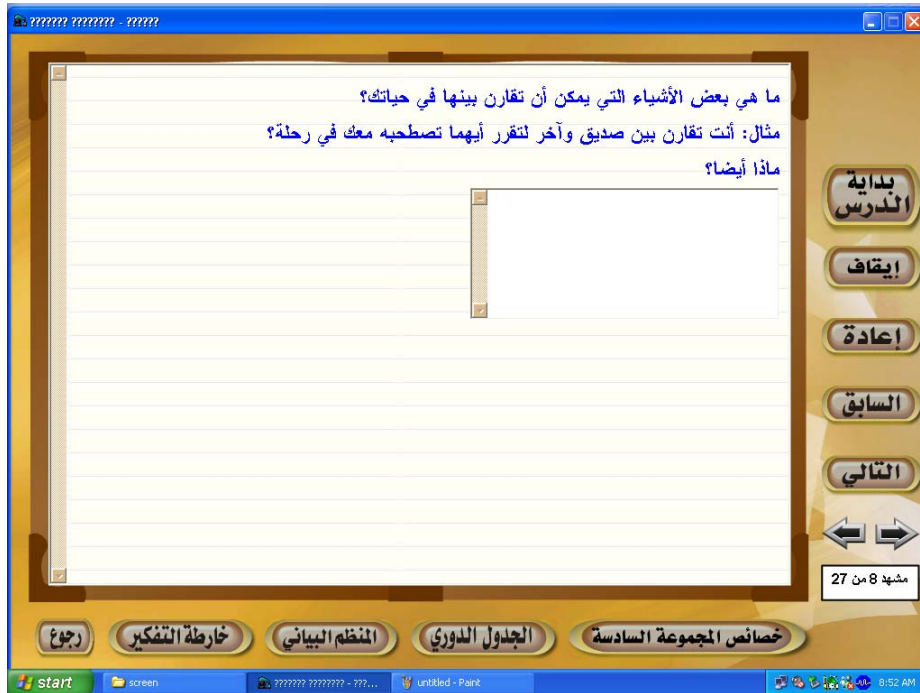 ??????? ???????? - ??????
ما هي بعض الأشياء التي يمكن أن تقارن بينها في حياتك؟
مثال: أنت تقارن بين صديق وآخر لتقرر أيهما تصطحبه معك في رحلة؟
ماذا أيضا؟
بداية
الدرس
إيقاف
إعادة
السابق
التالي
مشهد 8 من 27
خصائص المجموعة السادسة
الجدول الدوري
المنظم البياني
خارطة التفكير
رجوع
start
screen
??????? ???????? - ???...
untitled - Paint
8:52 AM